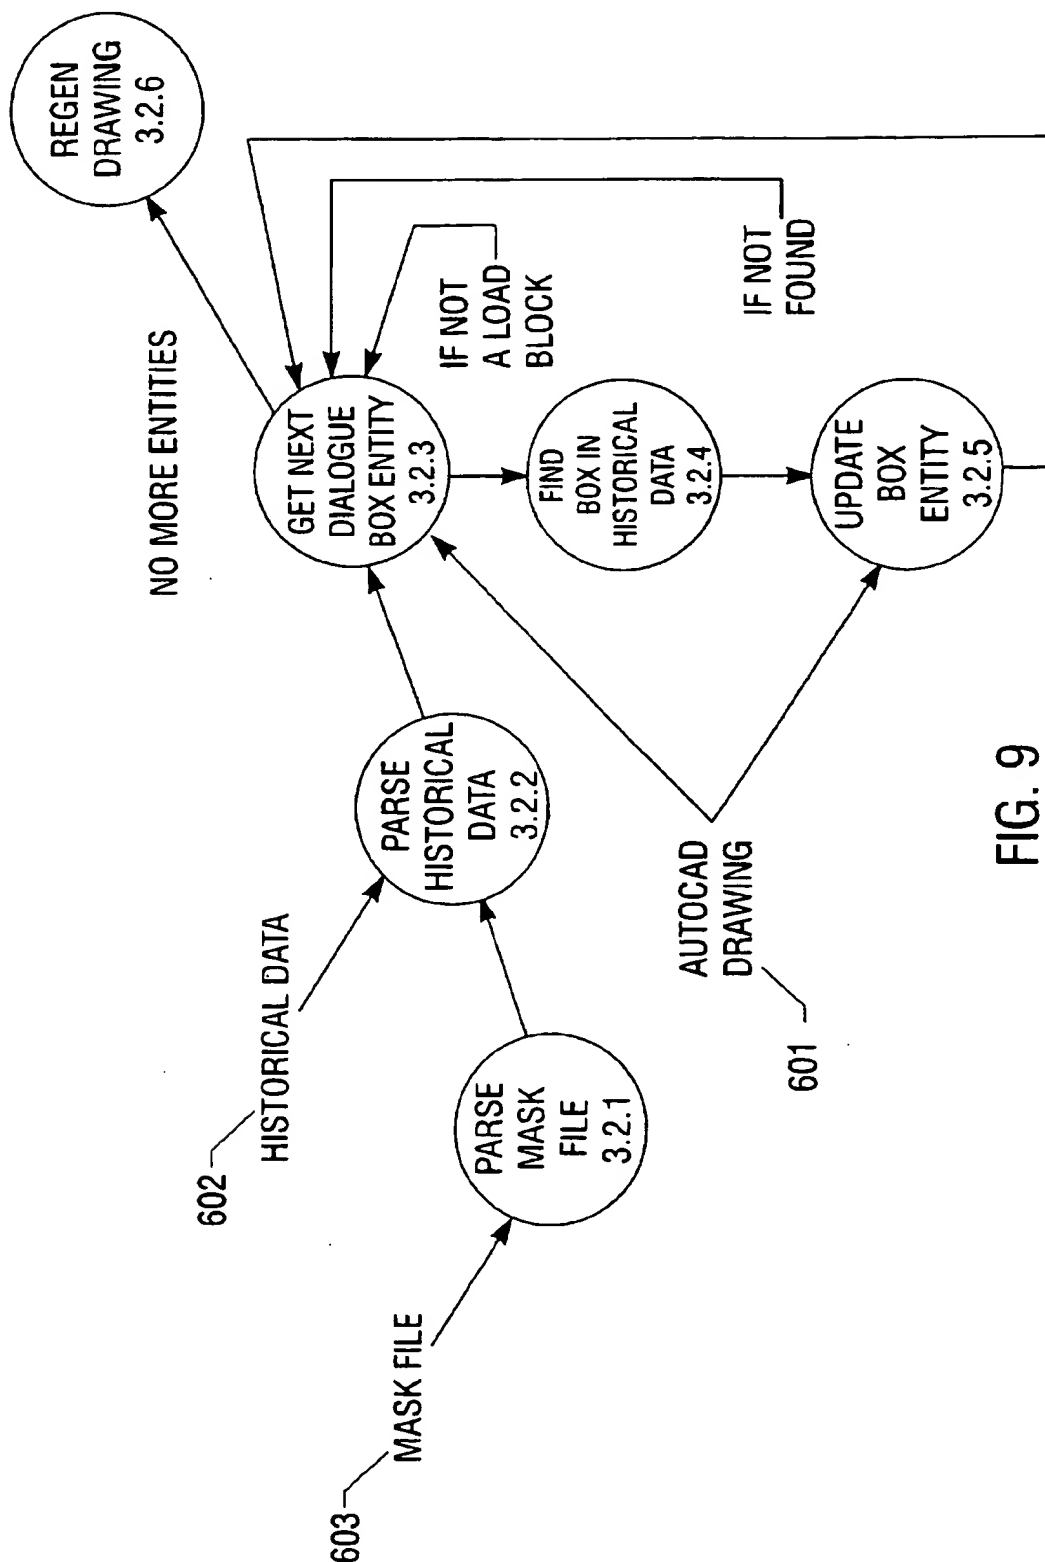 603
MASK FILE
PARSE
MASK
FILE
3.2.1
602
HISTORICAL DATA
PARSE
HISTORICAL
DATA
3.2.2
601
AUTOCAD
DRAWING
NO MORE ENTITIES
GET NEXT
DIALOGUE
BOX ENTITY
3.2.3
FIND
BOX IN
HISTORICAL
DATA
3.2.4
UPDATE
BOX
ENTITY
3.2.5
IF NOT
A LOAD
BLOCK
IF NOT
FOUND
REGEN
DRAWING
3.2.6
FIG. 9